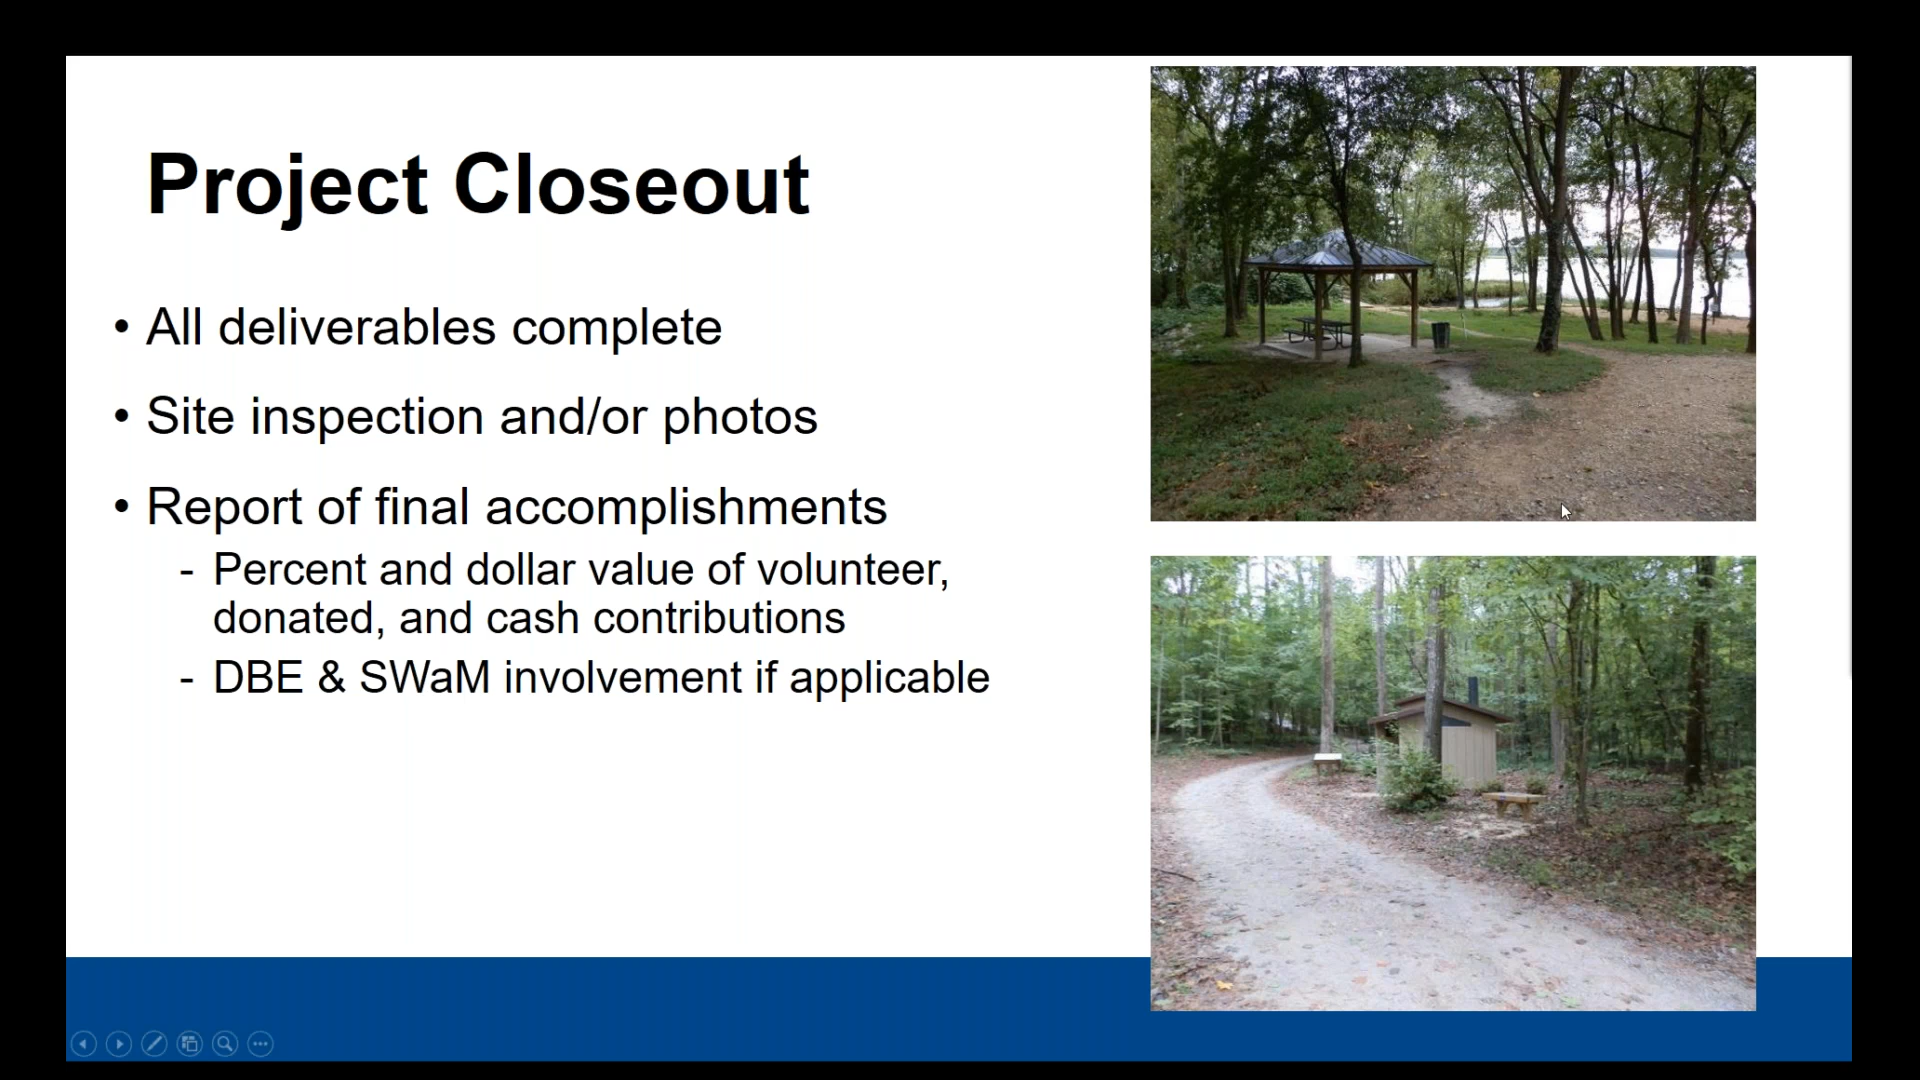 Project Closeout
• All deliverables complete
• Site inspection and/or photos
• Report of final accomplishments
- Percent and dollar value of volunteer,
donated, and cash contributions
- DBE & SWaM involvement if applicable